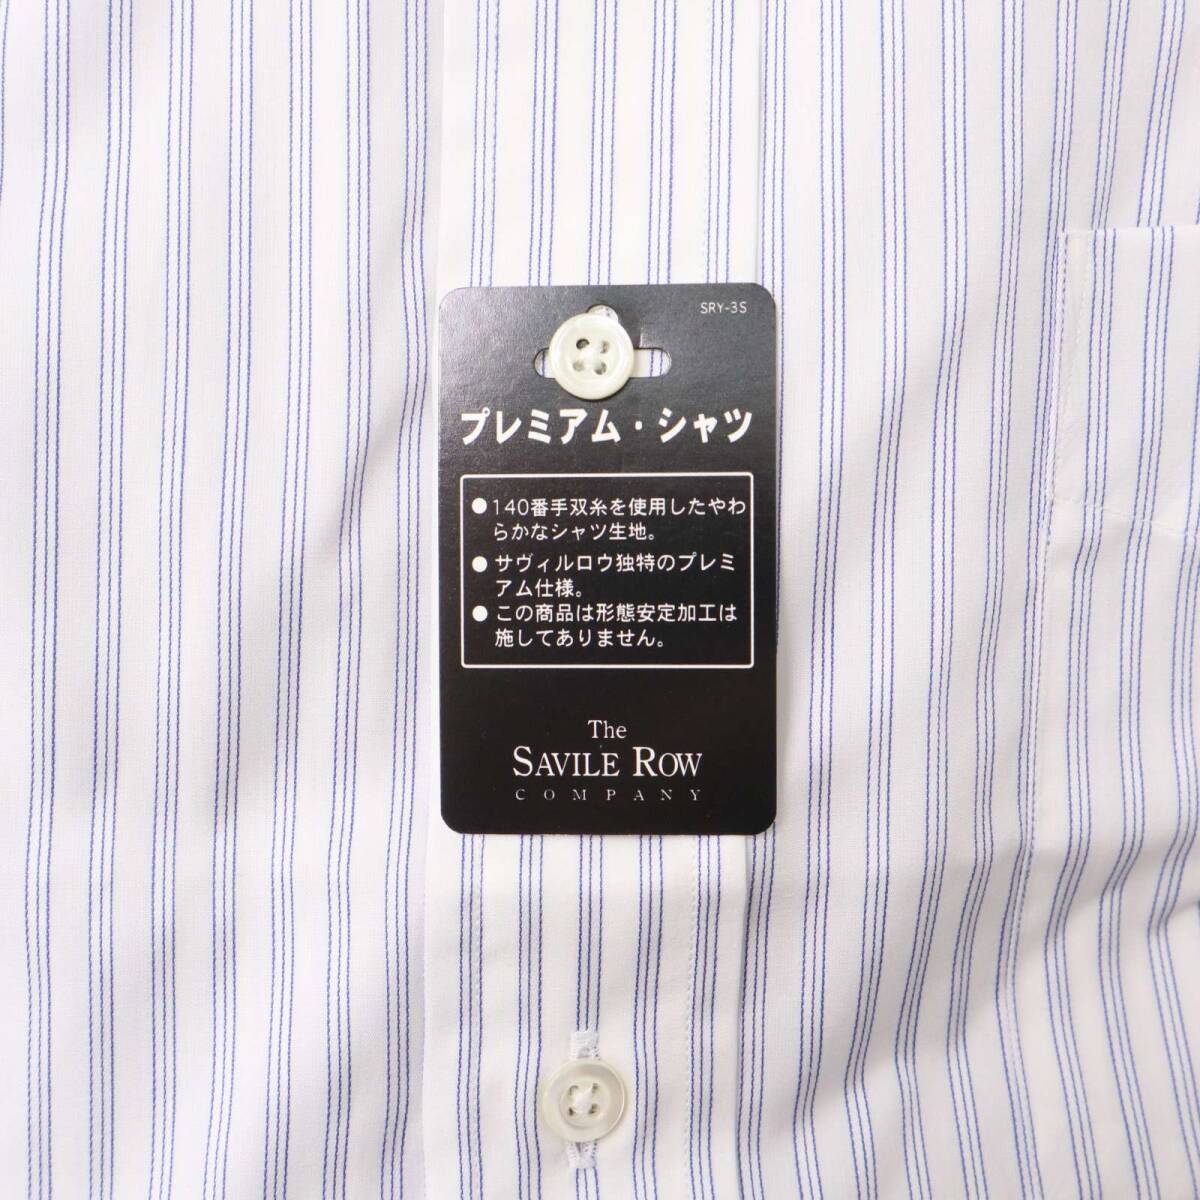 SRY-3S
プレミアム・シャツ
●140番手双糸を使用したやわ
らかなシャツ生地。
●サヴィルロウ独特のプレミ
アム仕様。
●この商品は形態安定加工は
施してありません。
The
SAVILE ROW
COMPANY